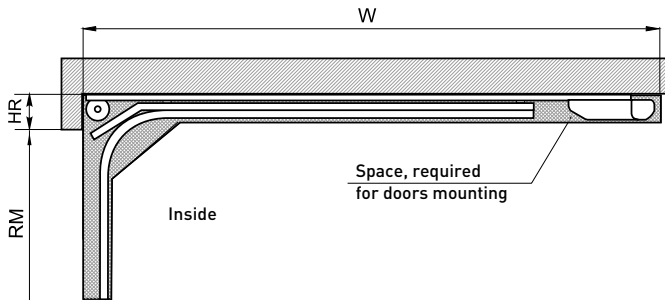 W
HR
Space, required
for doors mounting
Inside
RM